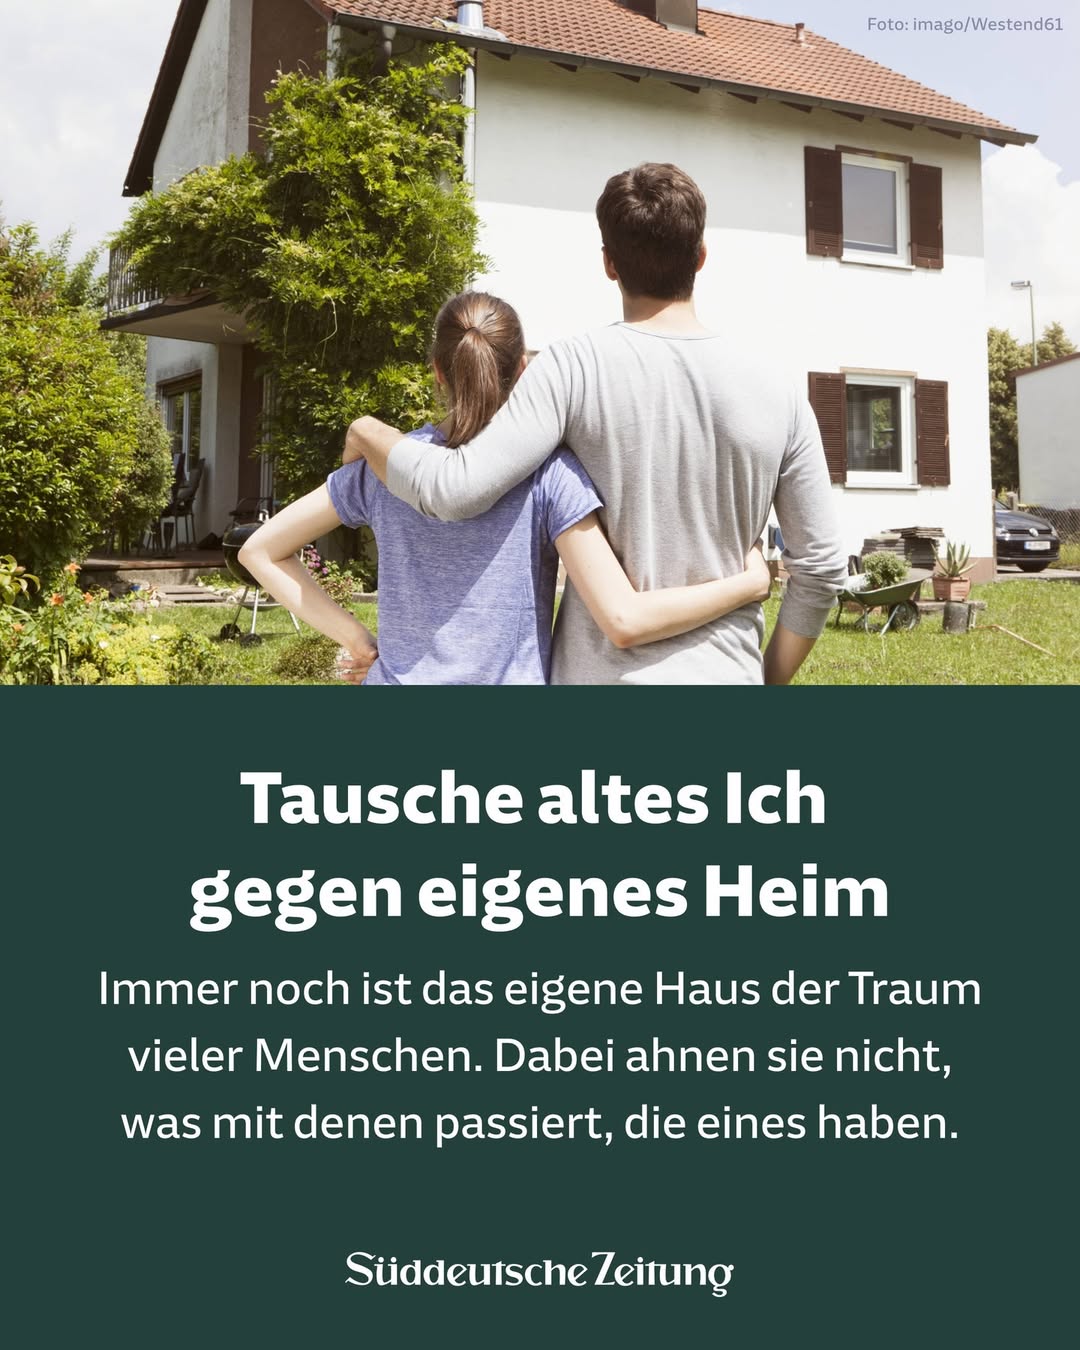 Foto: imago/Westend61
Tausche altes Ich
gegen eigenes Heim
Immer noch ist das eigene Haus der Traum
vieler Menschen. Dabei ahnen sie nicht,
was mit denen passiert, die eines haben.
Süddeutsche Zeitung